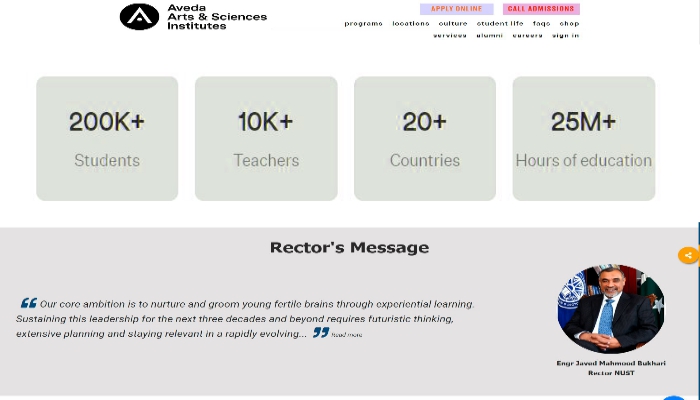 Aveda
Arts & Sciences
Institutes
APPLY ONLINE
CALL ADMISSIONS
programs locations culture student life faqs shop
services alumni careers sign in
200K+
Students
10K+
Teachers
20+
Countries
25M+
Hours of education
Rector's Message
“ Our core ambition is to nurture and groom young fertile brains through experiential learning.
Sustaining this leadership for the next three decades and beyond requires futuristic thinking,
extensive planning and staying relevant in a rapidly evolving... ” Read more
Engr Javed Mahmood Bukhari
Rector NUST